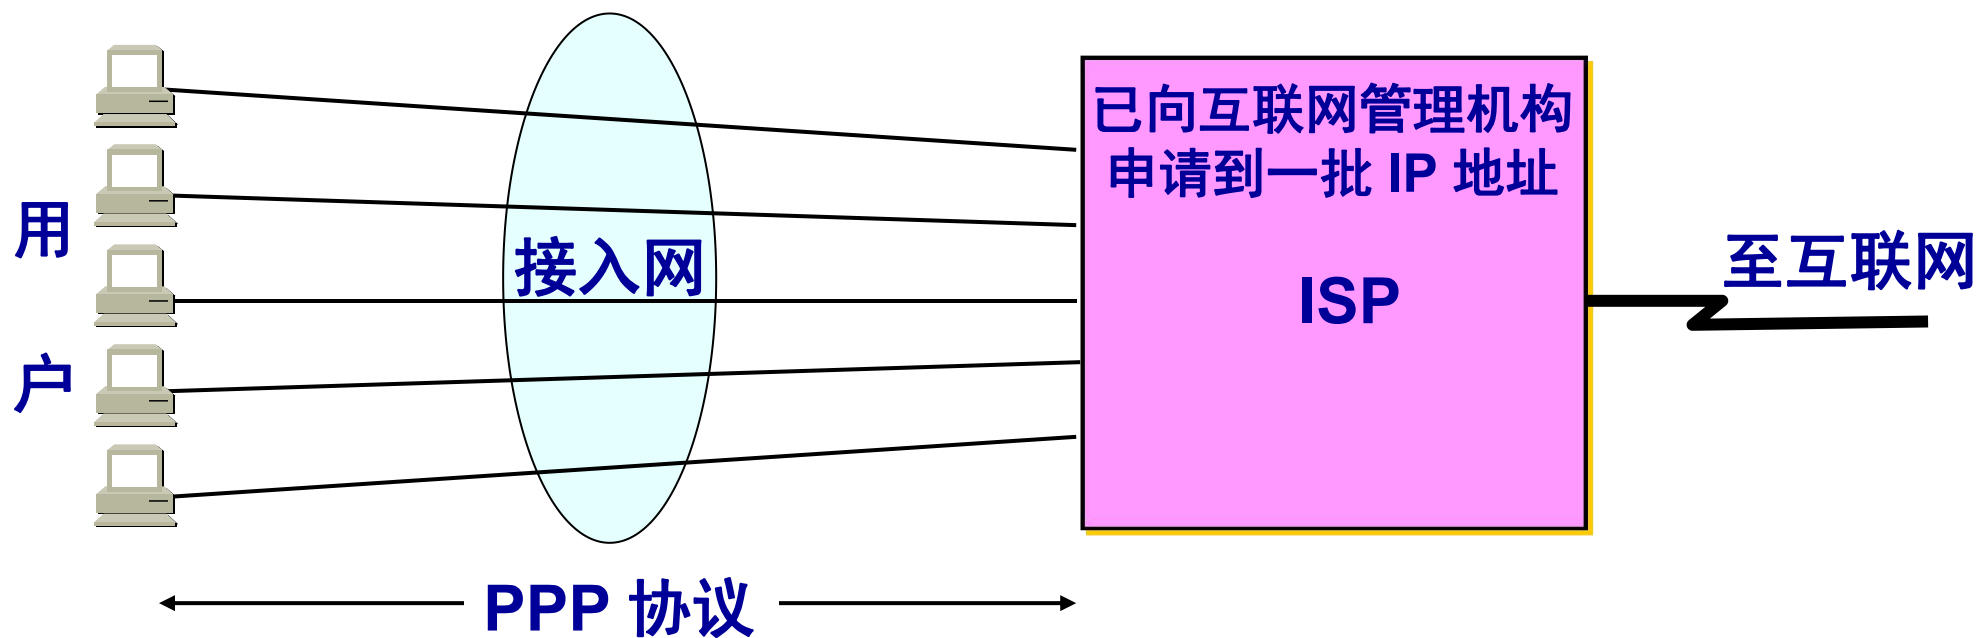 用
户
接入网
已向互联网管理机构
申请到一批 IP 地址
ISP
至互联网
PPP 协议